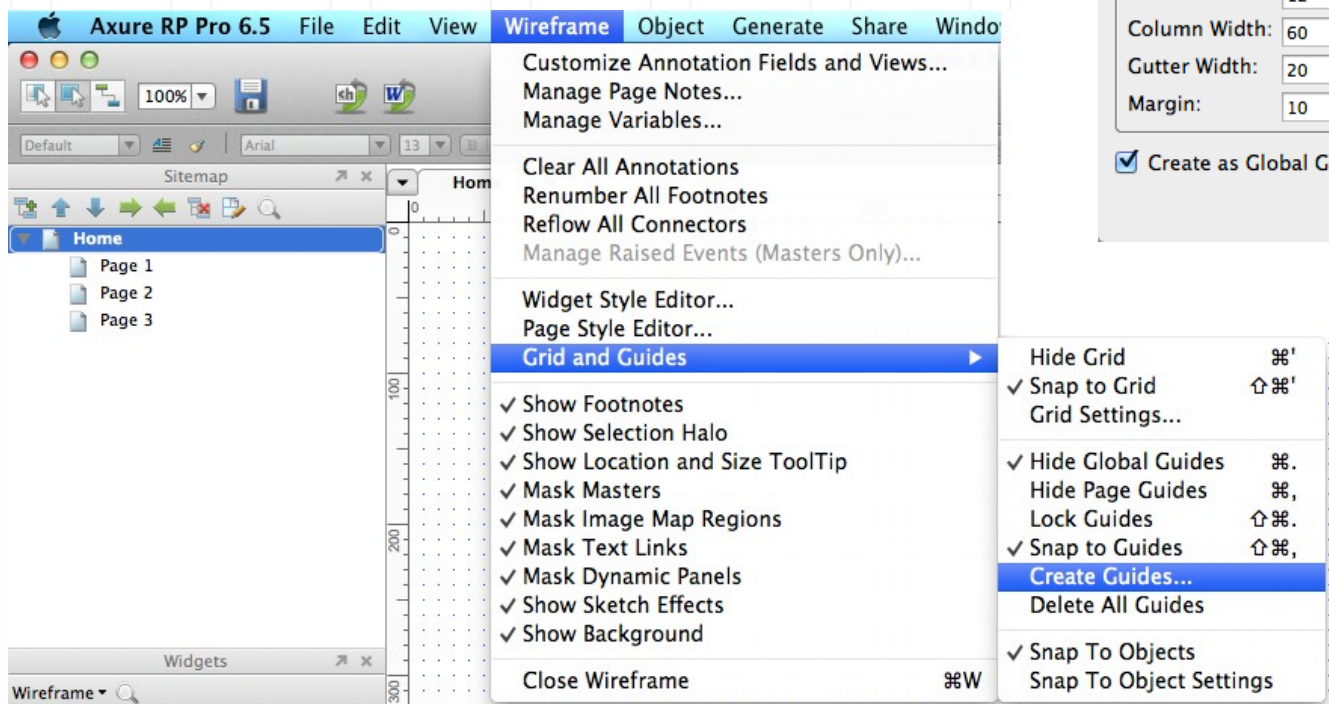 Axure RP Pro 6.5 File Edit View Wireframe Object Generate Share Windo
100%
Default Arial 13 B
Sitemap
Home
Page 1
Page 2
Page 3
Hom
0
0
100
200
300
Widgets
Wireframe
Customize Annotation Fields and Views...
Manage Page Notes...
Manage Variables...
Clear All Annotations
Renumber All Footnotes
Reflow All Connectors
Manage Raised Events (Masters Only)...
Widget Style Editor...
Page Style Editor...
Grid and Guides
✓ Show Footnotes
✓ Show Selection Halo
✓ Show Location and Size ToolTip
✓ Mask Masters
✓ Mask Image Map Regions
✓ Mask Text Links
✓ Mask Dynamic Panels
✓ Show Sketch Effects
✓ Show Background
Close Wireframe ⌘W
Hide Grid ⌘'
✓ Snap to Grid ⇧⌘'
Grid Settings...
✓ Hide Global Guides ⌘.
Hide Page Guides ⌘,
Lock Guides ⇧⌘.
✓ Snap to Guides ⇧⌘,
Create Guides...
Delete All Guides
✓ Snap To Objects
Snap To Object Settings
Column Width: 60
Gutter Width: 20
Margin: 10
Create as Global G